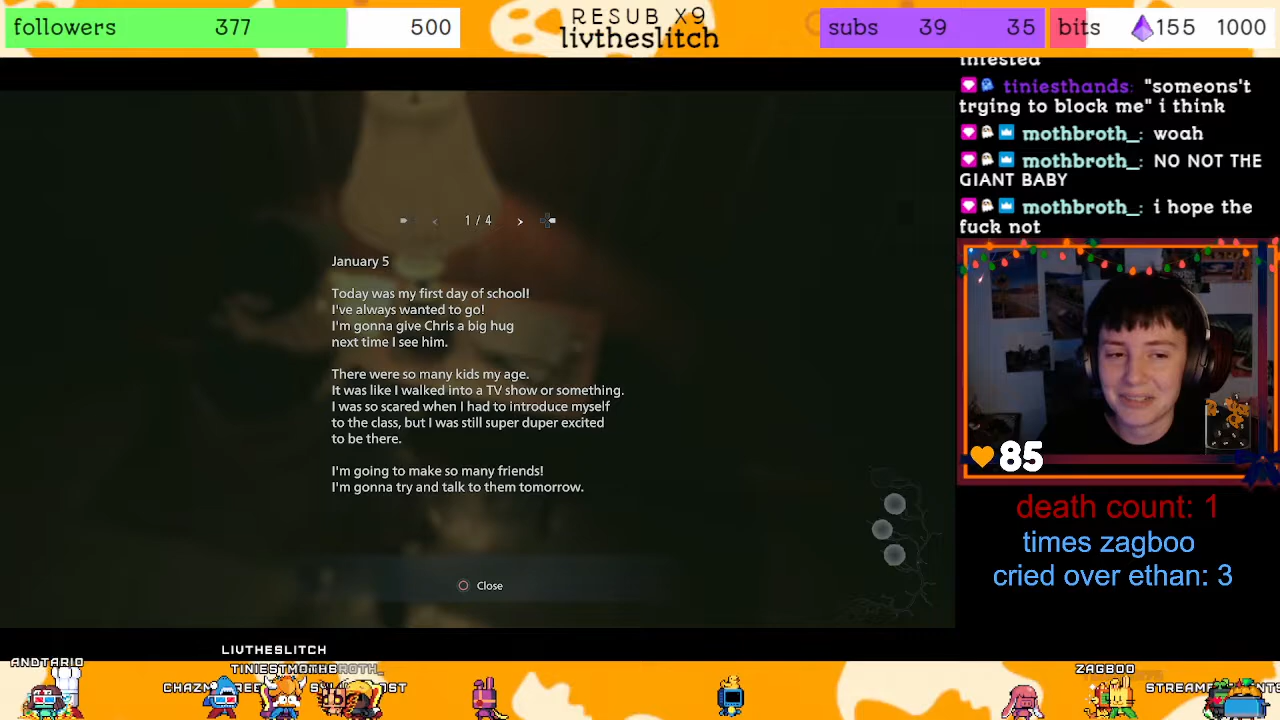 followers 377 500
RESUB X9
livtheslitch
subs 39 35
bits 155 1000
infested
tiniesthands: "someons't
trying to block me" i think
mothbroth_: woah
mothbroth_: NO NOT THE
GIANT BABY
mothbroth_: i hope the
fuck not
1 / 4
January 5
Today was my first day of school!
I've always wanted to go!
I'm gonna give Chris a big hug
next time I see him.
There were so many kids my age.
It was like I walked into a TV show or something.
I was so scared when I had to introduce myself
to the class, but I was still super duper excited
to be there.
I'm going to make so many friends!
I'm gonna try and talk to them tomorrow.
Close
85
death count: 1
times zagboo
cried over ethan: 3
LIVTHESLITCH
ANDTARIO
ZAGBOO